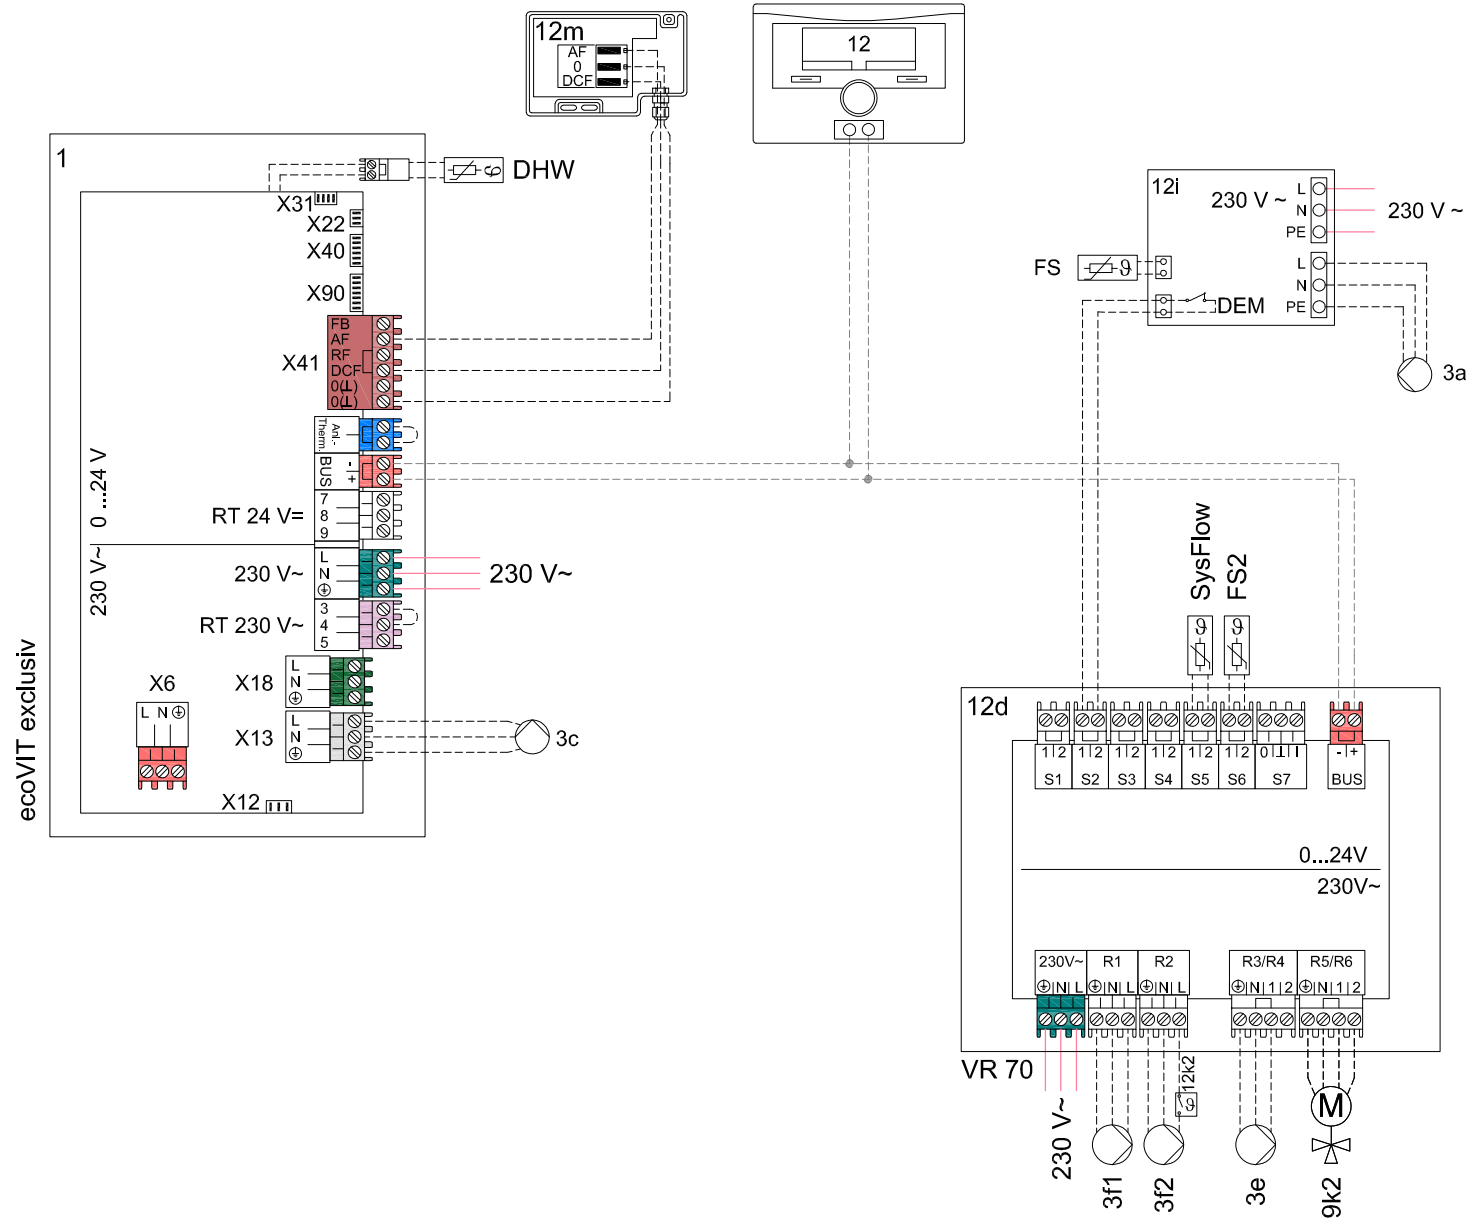 12m
AF
0
DCF
12
1
DHW
X31
X22
X40
X90
X41
FB
AF
RF
DCF
0(⊥)
0(⊥)
Anl.-
Therm.
BUS
-
+
0 ...24 V
230 V~
RT 24 V=
7
8
9
230 V~
L
N
230 V~
RT 230 V~
3
4
5
X18
L
N
X13
L
N
3c
X6
L N
X12
ecoVIT exclusiv
12i
230 V ~
L
N
PE
230 V ~
FS
ϑ
L
N
PE
DEM
3a
SysFlow
FS2
ϑ
ϑ
12d
1|2 1|2 1|2 1|2 1|2 1|2 0 ⊥ I - +
S1 S2 S3 S4 S5 S6 S7 BUS
0...24V
230V~
230V~ R1 R2 R3/R4 R5/R6
N L N L N L N 1 2 N 1 2
VR 70
12k2
ϑ
M
230 V~
3f1
3f2
3e
9k2